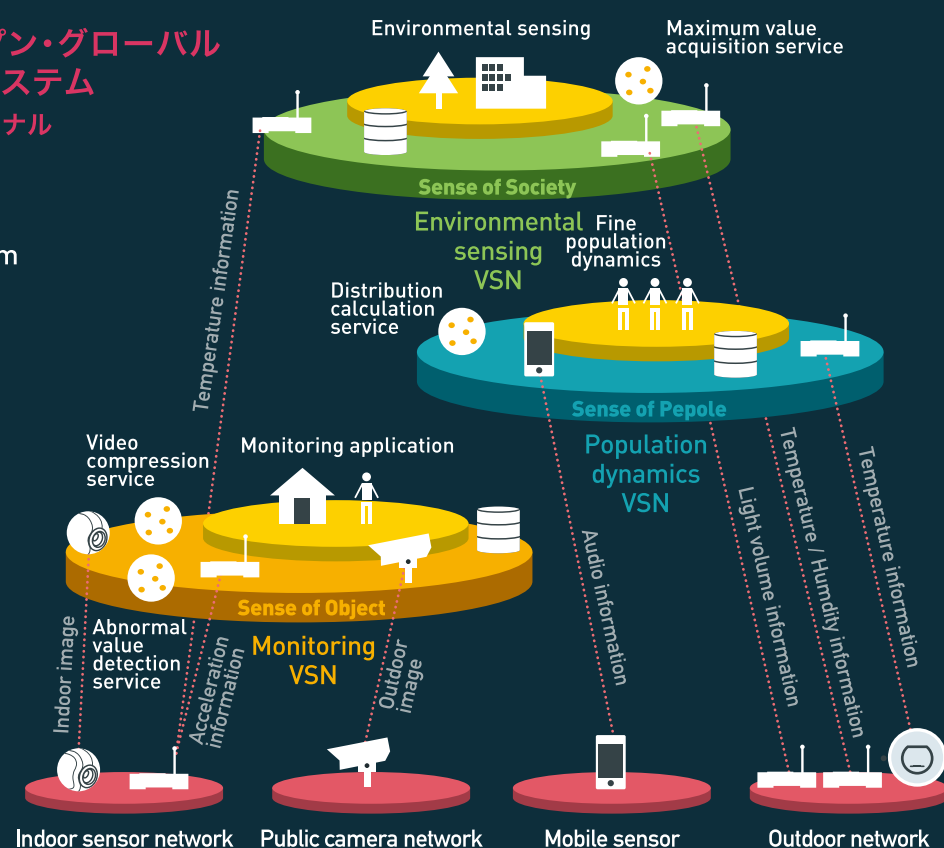 プン・グローバル
ステム
ナル
m
Environmental sensing
Maximum value
acquisition service
Sense of Society
Environmental
sensing
VSN
Fine
population
dynamics
Distribution
calculation
service
Temperature information
Sense of Pepole
Population
dynamics
VSN
Video
compression
service
Monitoring application
Sense of Object
Monitoring
VSN
Abnormal
value
detection
service
Indoor image
Acceleration
information
Outdoor
image
Audio information
Light volume information
Temperature / Humdity information
Temperature information
Indoor sensor network
Public camera network
Mobile sensor
Outdoor network